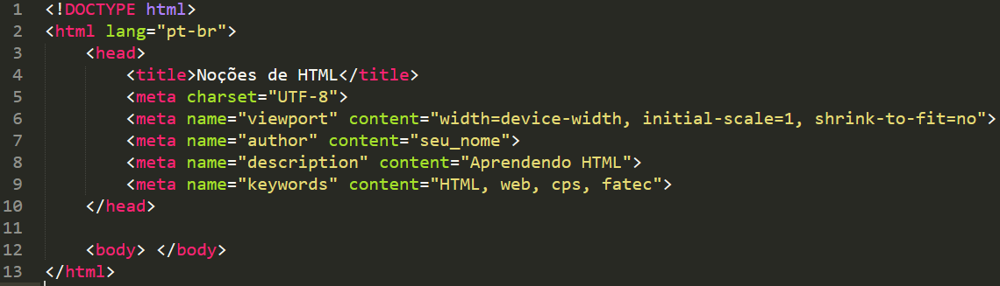 1 <!DOCTYPE html>
2 <html lang="pt-br">
3     <head>
4         <title>Noções de HTML</title>
5         <meta charset="UTF-8">
6         <meta name="viewport" content="width=device-width, initial-scale=1, shrink-to-fit=no">
7         <meta name="author" content="seu_nome">
8         <meta name="description" content="Aprendendo HTML">
9         <meta name="keywords" content="HTML, web, cps, fatec">
10     </head>
11
12     <body> </body>
13 </html>